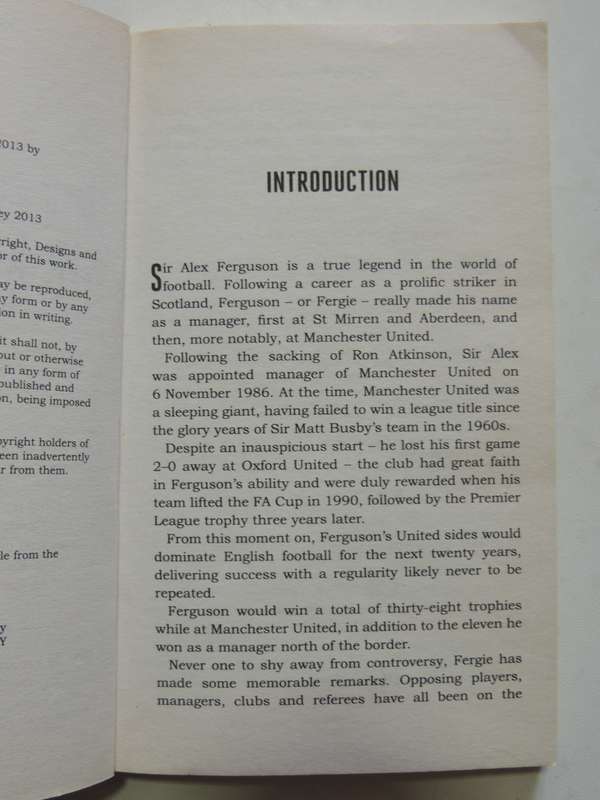 2013 by
ey 2013
right, Designs and
or of this work.
ay be reproduced,
y form or by any
ion in writing.
it shall not, by
out or otherwise
in any form of
published and
n, being imposed
pyright holders of
een inadvertently
r from them.
le from the
y
Y
INTRODUCTION
Sir Alex Ferguson is a true legend in the world of
football. Following a career as a prolific striker in
Scotland, Ferguson – or Fergie – really made his name
as a manager, first at St Mirren and Aberdeen, and
then, more notably, at Manchester United.
Following the sacking of Ron Atkinson, Sir Alex
was appointed manager of Manchester United on
6 November 1986. At the time, Manchester United was
a sleeping giant, having failed to win a league title since
the glory years of Sir Matt Busby's team in the 1960s.
Despite an inauspicious start – he lost his first game
2–0 away at Oxford United – the club had great faith
in Ferguson's ability and were duly rewarded when his
team lifted the FA Cup in 1990, followed by the Premier
League trophy three years later.
From this moment on, Ferguson's United sides would
dominate English football for the next twenty years,
delivering success with a regularity likely never to be
repeated.
Ferguson would win a total of thirty-eight trophies
while at Manchester United, in addition to the eleven he
won as a manager north of the border.
Never one to shy away from controversy, Fergie has
made some memorable remarks. Opposing players,
managers, clubs and referees have all been on the